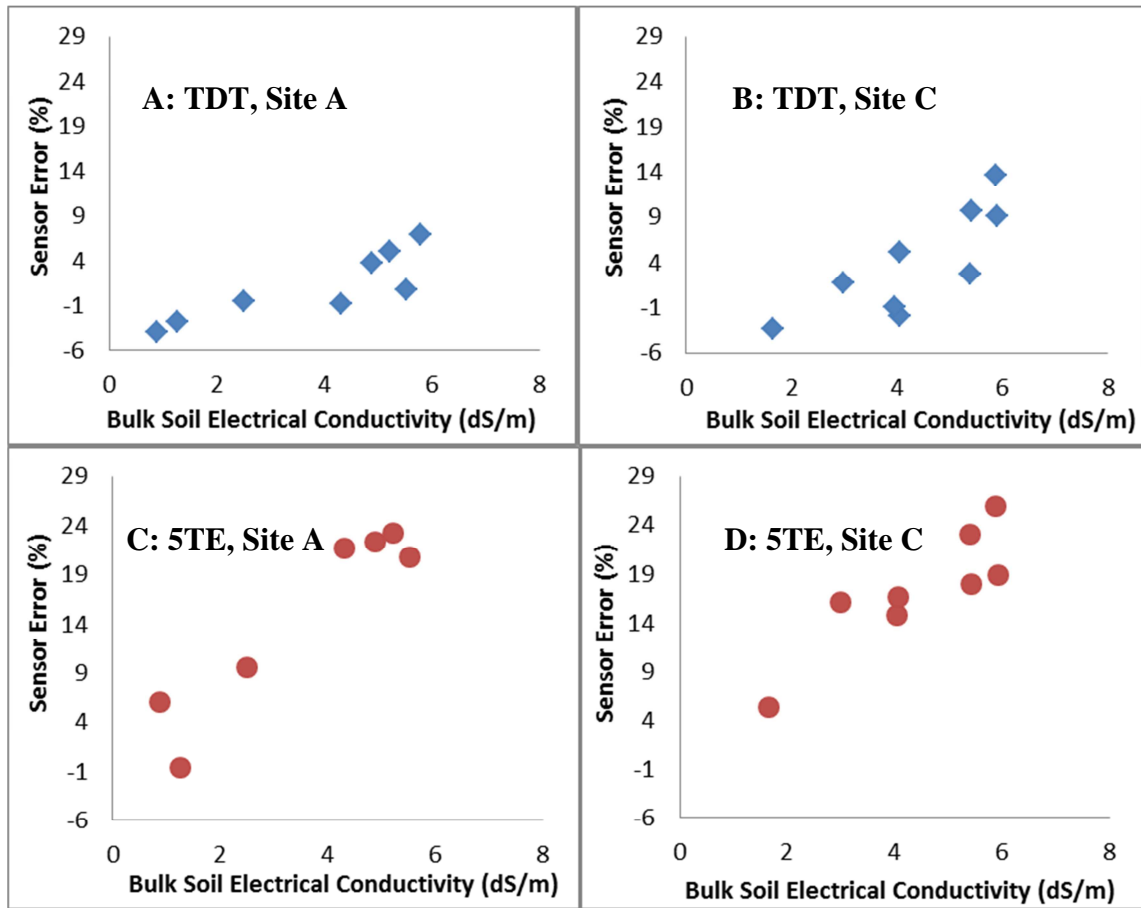 29
24
19
14
9
4
-1
-6
Sensor Error (%)
A: TDT, Site A
0 2 4 6 8
Bulk Soil Electrical Conductivity (dS/m)
29
24
19
14
9
4
-1
-6
Sensor Error (%)
B: TDT, Site C
0 2 4 6 8
Bulk Soil Electrical Conductivity (dS/m)
29
24
19
14
9
4
-1
-6
Sensor Error (%)
C: 5TE, Site A
0 2 4 6 8
Bulk Soil Electrical Conductivity (dS/m)
29
24
19
14
9
4
-1
-6
Sensor Error (%)
D: 5TE, Site C
0 2 4 6 8
Bulk Soil Electrical Conductivity (dS/m)